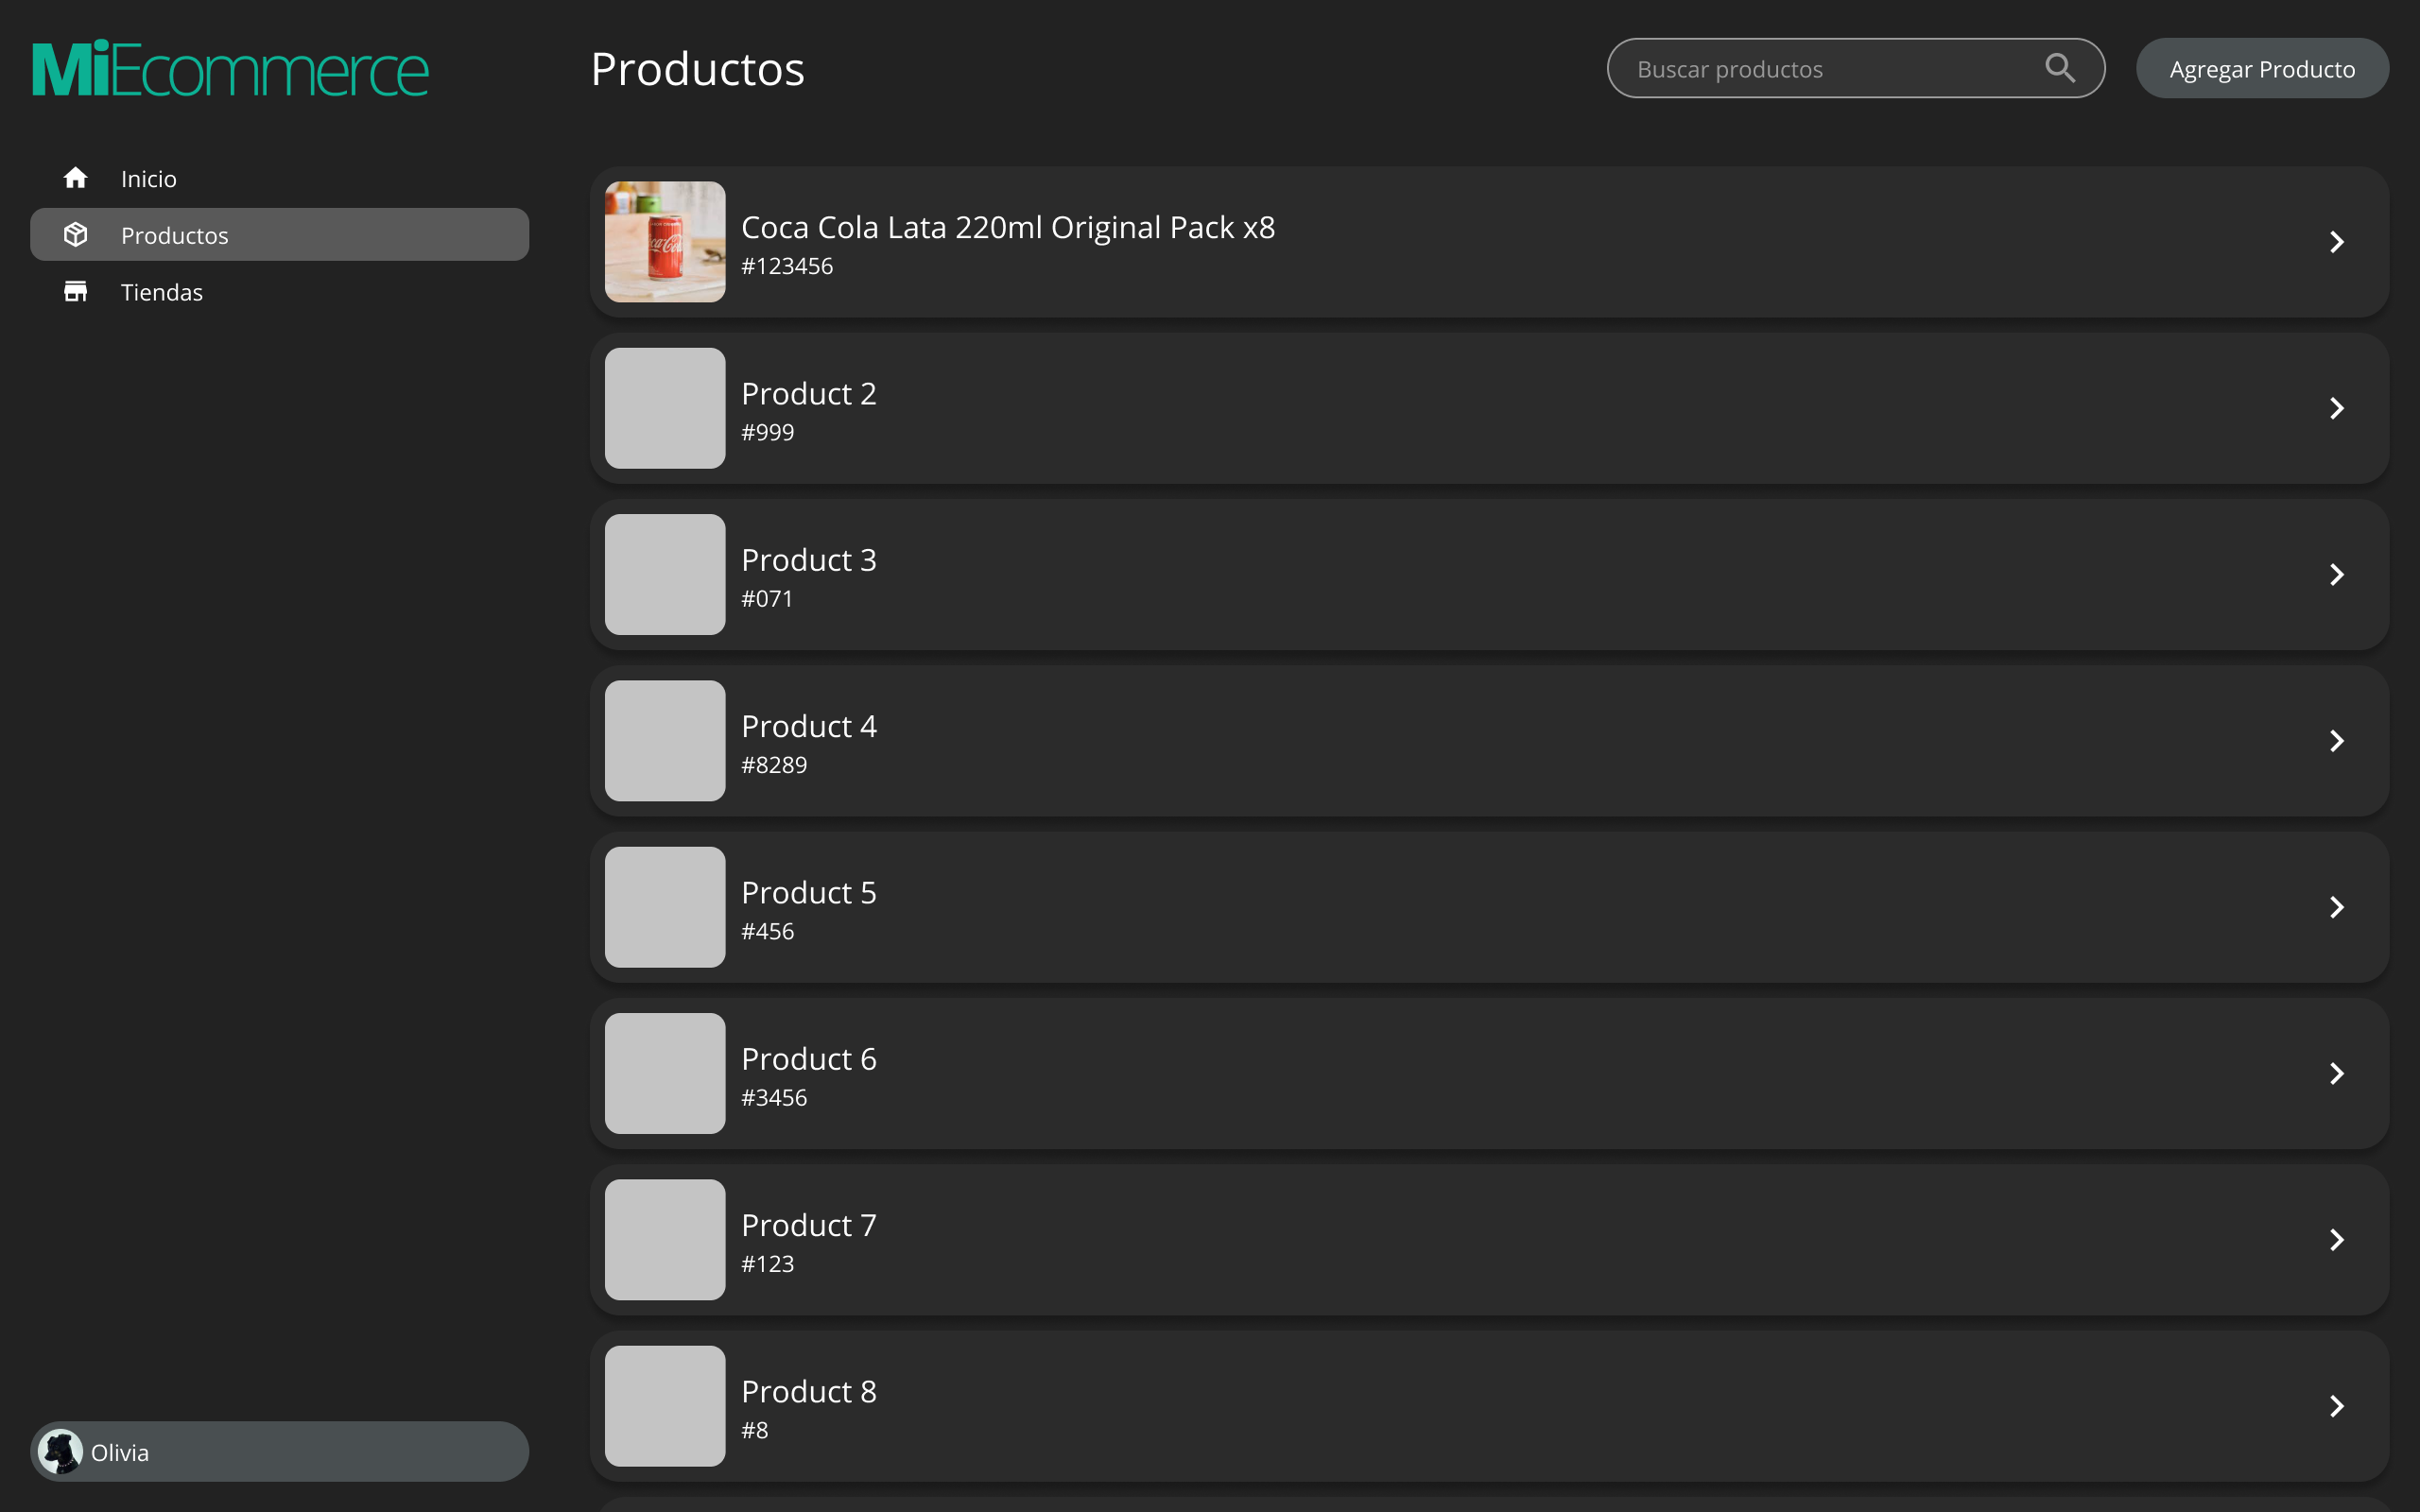 MiEcommerce
Inicio
Productos
Tiendas
Olivia
Productos
Buscar productos
Agregar Producto
Coca Cola Lata 220ml Original Pack x8
#123456
Product 2
#999
Product 3
#071
Product 4
#8289
Product 5
#456
Product 6
#3456
Product 7
#123
Product 8
#8